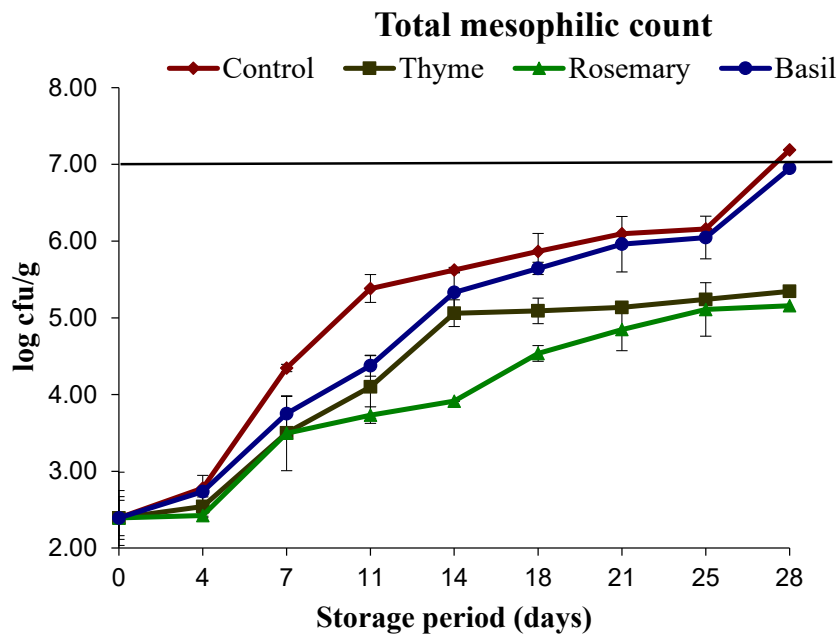 Total mesophilic count
Control Thyme Rosemary Basil
8.00
7.00
6.00
5.00
4.00
3.00
2.00
log cfu/g
0 4 7 11 14 18 21 25 28
Storage period (days)